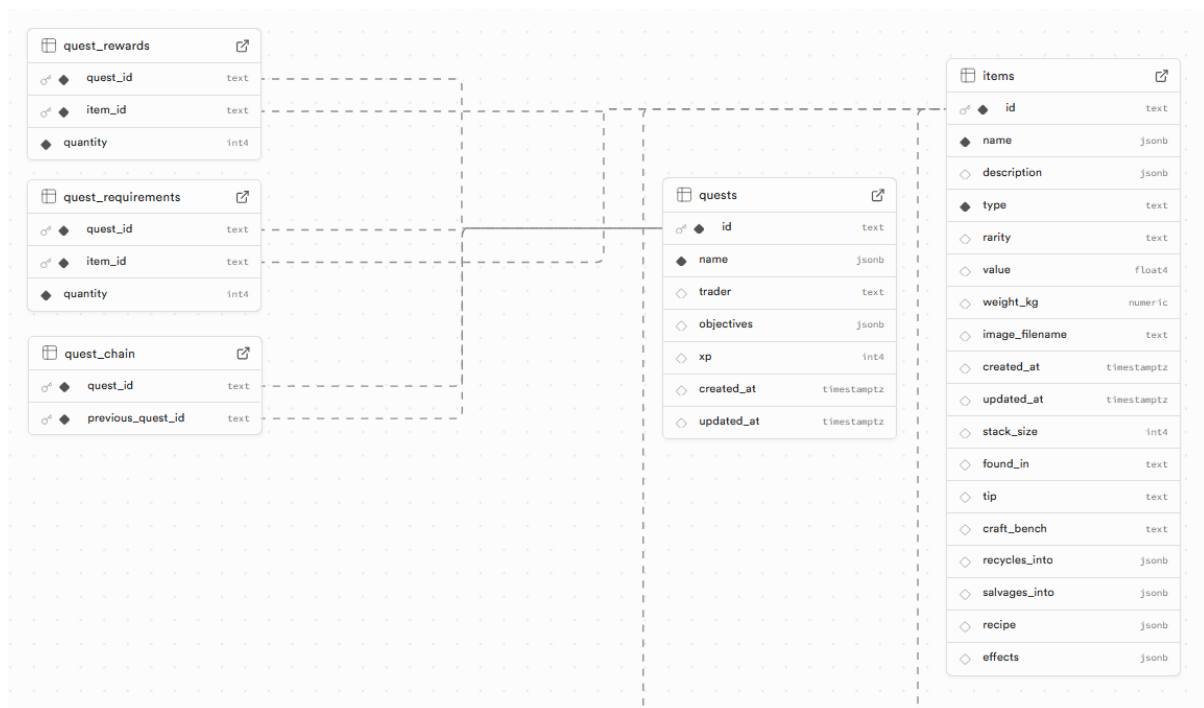 quest_rewards
quest_id text
item_id text
quantity int4
quest_requirements
quest_id text
item_id text
quantity int4
quest_chain
quest_id text
previous_quest_id text
quests
id text
name jsonb
trader text
objectives jsonb
xp int4
created_at timestamptz
updated_at timestamptz
items
id text
name jsonb
description jsonb
type text
rarity text
value float4
weight_kg numeric
image_filename text
created_at timestamptz
updated_at timestamptz
stack_size int4
found_in text
tip text
craft_bench text
recycles_into jsonb
salvages_into jsonb
recipe jsonb
effects jsonb